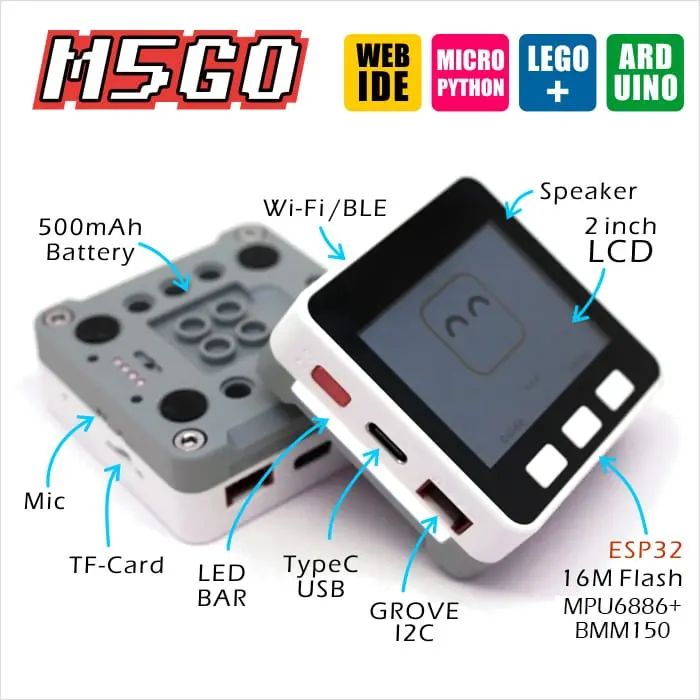 M5GO
WEB
IDE
MICRO
PYTHON
LEGO
+
ARD
UINO
500mAh
Battery
Wi-Fi/BLE
Speaker
2 inch
LCD
Mic
TF-Card
LED
BAR
TypeC
USB
GROVE
I2C
ESP32
16M Flash
MPU6886+
BMM150